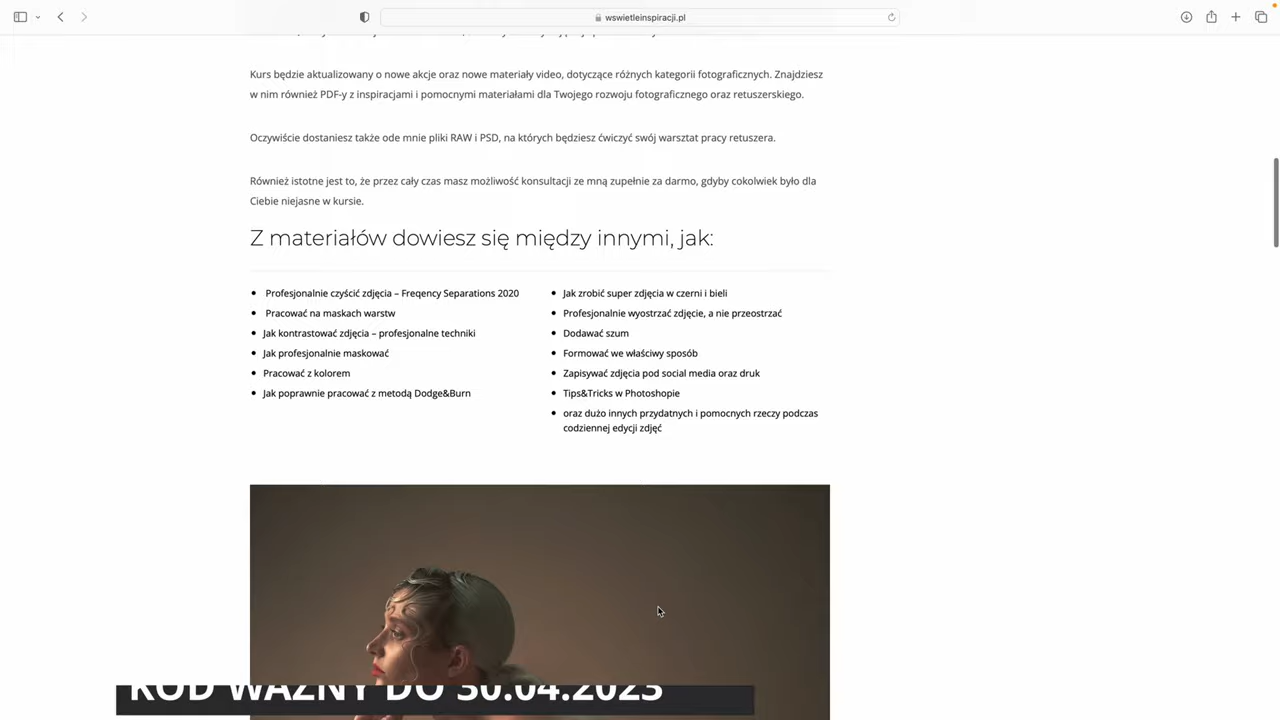 wswietleinspiracji.pl
Kurs będzie aktualizowany o nowe akcje oraz nowe materiały video, dotyczące różnych kategorii fotograficznych. Znajdziesz
w nim również PDF-y z inspiracjami i pomocnymi materiałami dla Twojego rozwoju fotograficznego oraz retuszerskiego.
Oczywiście dostaniesz także ode mnie pliki RAW i PSD, na których będziesz ćwiczyć swój warsztat pracy retuszera.
Również istotne jest to, że przez cały czas masz możliwość konsultacji ze mną zupełnie za darmo, gdyby cokolwiek było dla
Ciebie niejasne w kursie.
Z materiałów dowiesz się między innymi, jak:
Profesjonalnie czyścić zdjęcia – Freqency Separations 2020
Pracować na maskach warstw
Jak kontrastować zdjęcia – profesjonalne techniki
Jak profesjonalnie maskować
Pracować z kolorem
Jak poprawnie pracować z metodą Dodge&Burn
Jak zrobić super zdjęcia w czerni i bieli
Profesjonalnie wyostrzać zdjęcie, a nie przeostrzać
Dodawać szum
Formować we właściwy sposób
Zapisywać zdjęcia pod social media oraz druk
Tips&Tricks w Photoshopie
oraz dużo innych przydatnych i pomocnych rzeczy podczas
codziennej edycji zdjęć
KOD WAŻNY DO 30.04.2023